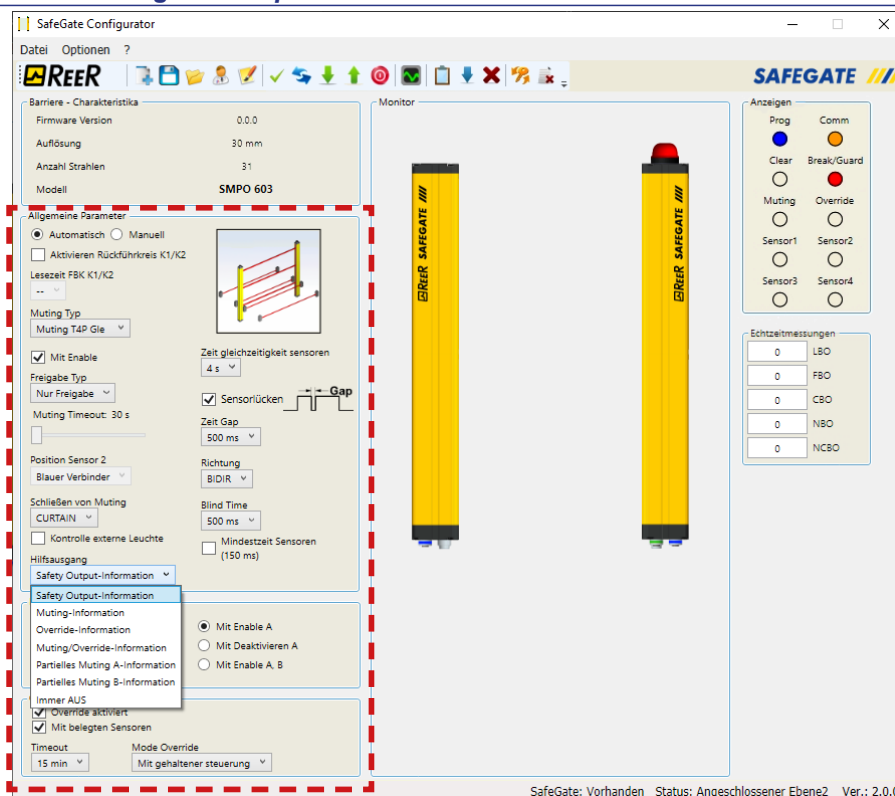 SafeGate Configurator
Datei Optionen ?
REER
SAFEGATE
Barriere - Charakteristika
Firmware Version 0.0.0
Auflösung 30 mm
Anzahl Strahlen 31
Modell SMPO 603
Allgemeine Parameter
Automatisch Manuell
Aktivieren Rückführkreis K1/K2
Lesezeit FBK K1/K2
--
Muting Typ
Muting T4P Gle
Mit Enable
Freigabe Typ
Nur Freigabe
Muting Timeout: 30 s
Position Sensor 2
Blauer Verbinder
Schließen von Muting
CURTAIN
Kontrolle externe Leuchte
Hilfsausgang
Safety Output-Information
Safety Output-Information
Muting-Information
Override-Information
Muting/Override-Information
Partielles Muting A-Information
Partielles Muting B-Information
Immer AUS
Zeit gleichzeitigkeit sensoren
4 s
Sensorlücken
Gap
Zeit Gap
500 ms
Richtung
BIDIR
Blind Time
500 ms
Mindestzeit Sensoren
(150 ms)
Mit Enable A
Mit Deaktivieren A
Mit Enable A, B
Override aktiviert
Mit belegten Sensoren
Timeout Mode Override
15 min Mit gehaltener steuerung
Monitor
REER SAFEGATE
REER SAFEGATE
Anzeigen
Prog Comm
Clear Break/Guard
Muting Override
Sensor1 Sensor2
Sensor3 Sensor4
Echtzeitmessungen
0 LBO
0 FBO
0 CBO
0 NBO
0 NCBO
SafeGate: Vorhanden Status: Angeschlossener Ebene2 Ver.: 2.0.